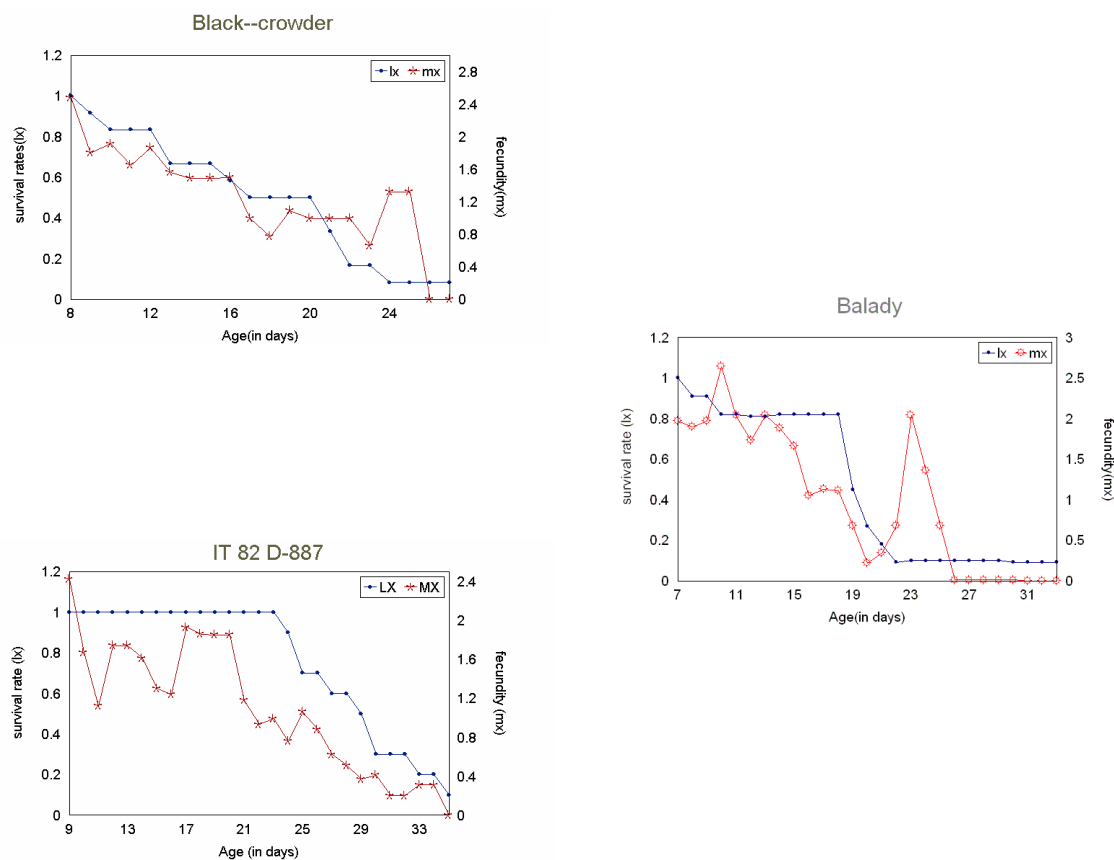 Black--crowder
1.2
1
0.8
0.6
0.4
0.2
0
survival rates(lx)
lx mx
2.8
2.4
2
1.6
1.2
0.8
0.4
0
fecundity(mx)
8 12 16 20 24
Age(in days)
Balady
1.2
1
0.8
0.6
0.4
0.2
0
survival rate (lx)
lx mx
3
2.5
2
1.5
1
0.5
0
fecundity(mx)
7 11 15 19 23 27 31
Age(in days)
IT 82 D-887
1.2
1
0.8
0.6
0.4
0.2
0
survival rate (lx)
LX MX
2.4
2
1.6
1.2
0.8
0.4
0
fecundity (mx)
9 13 17 21 25 29 33
Age (in days)